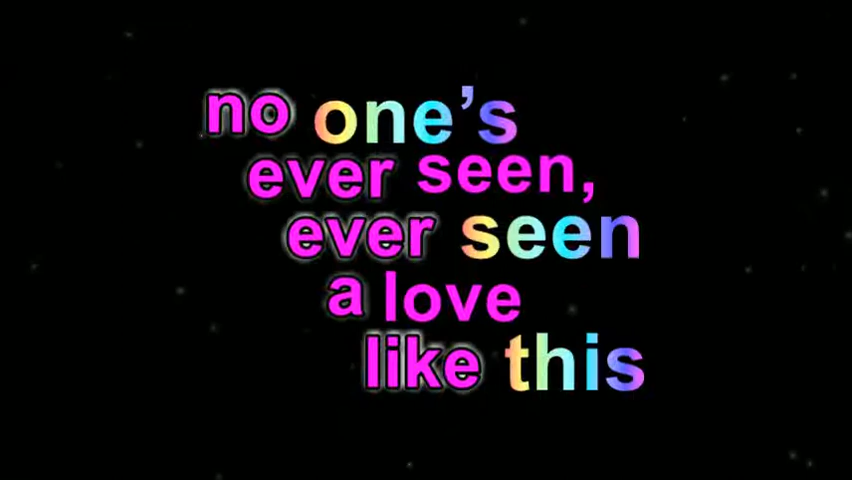 no one’s
ever seen,
ever seen
a love
like this